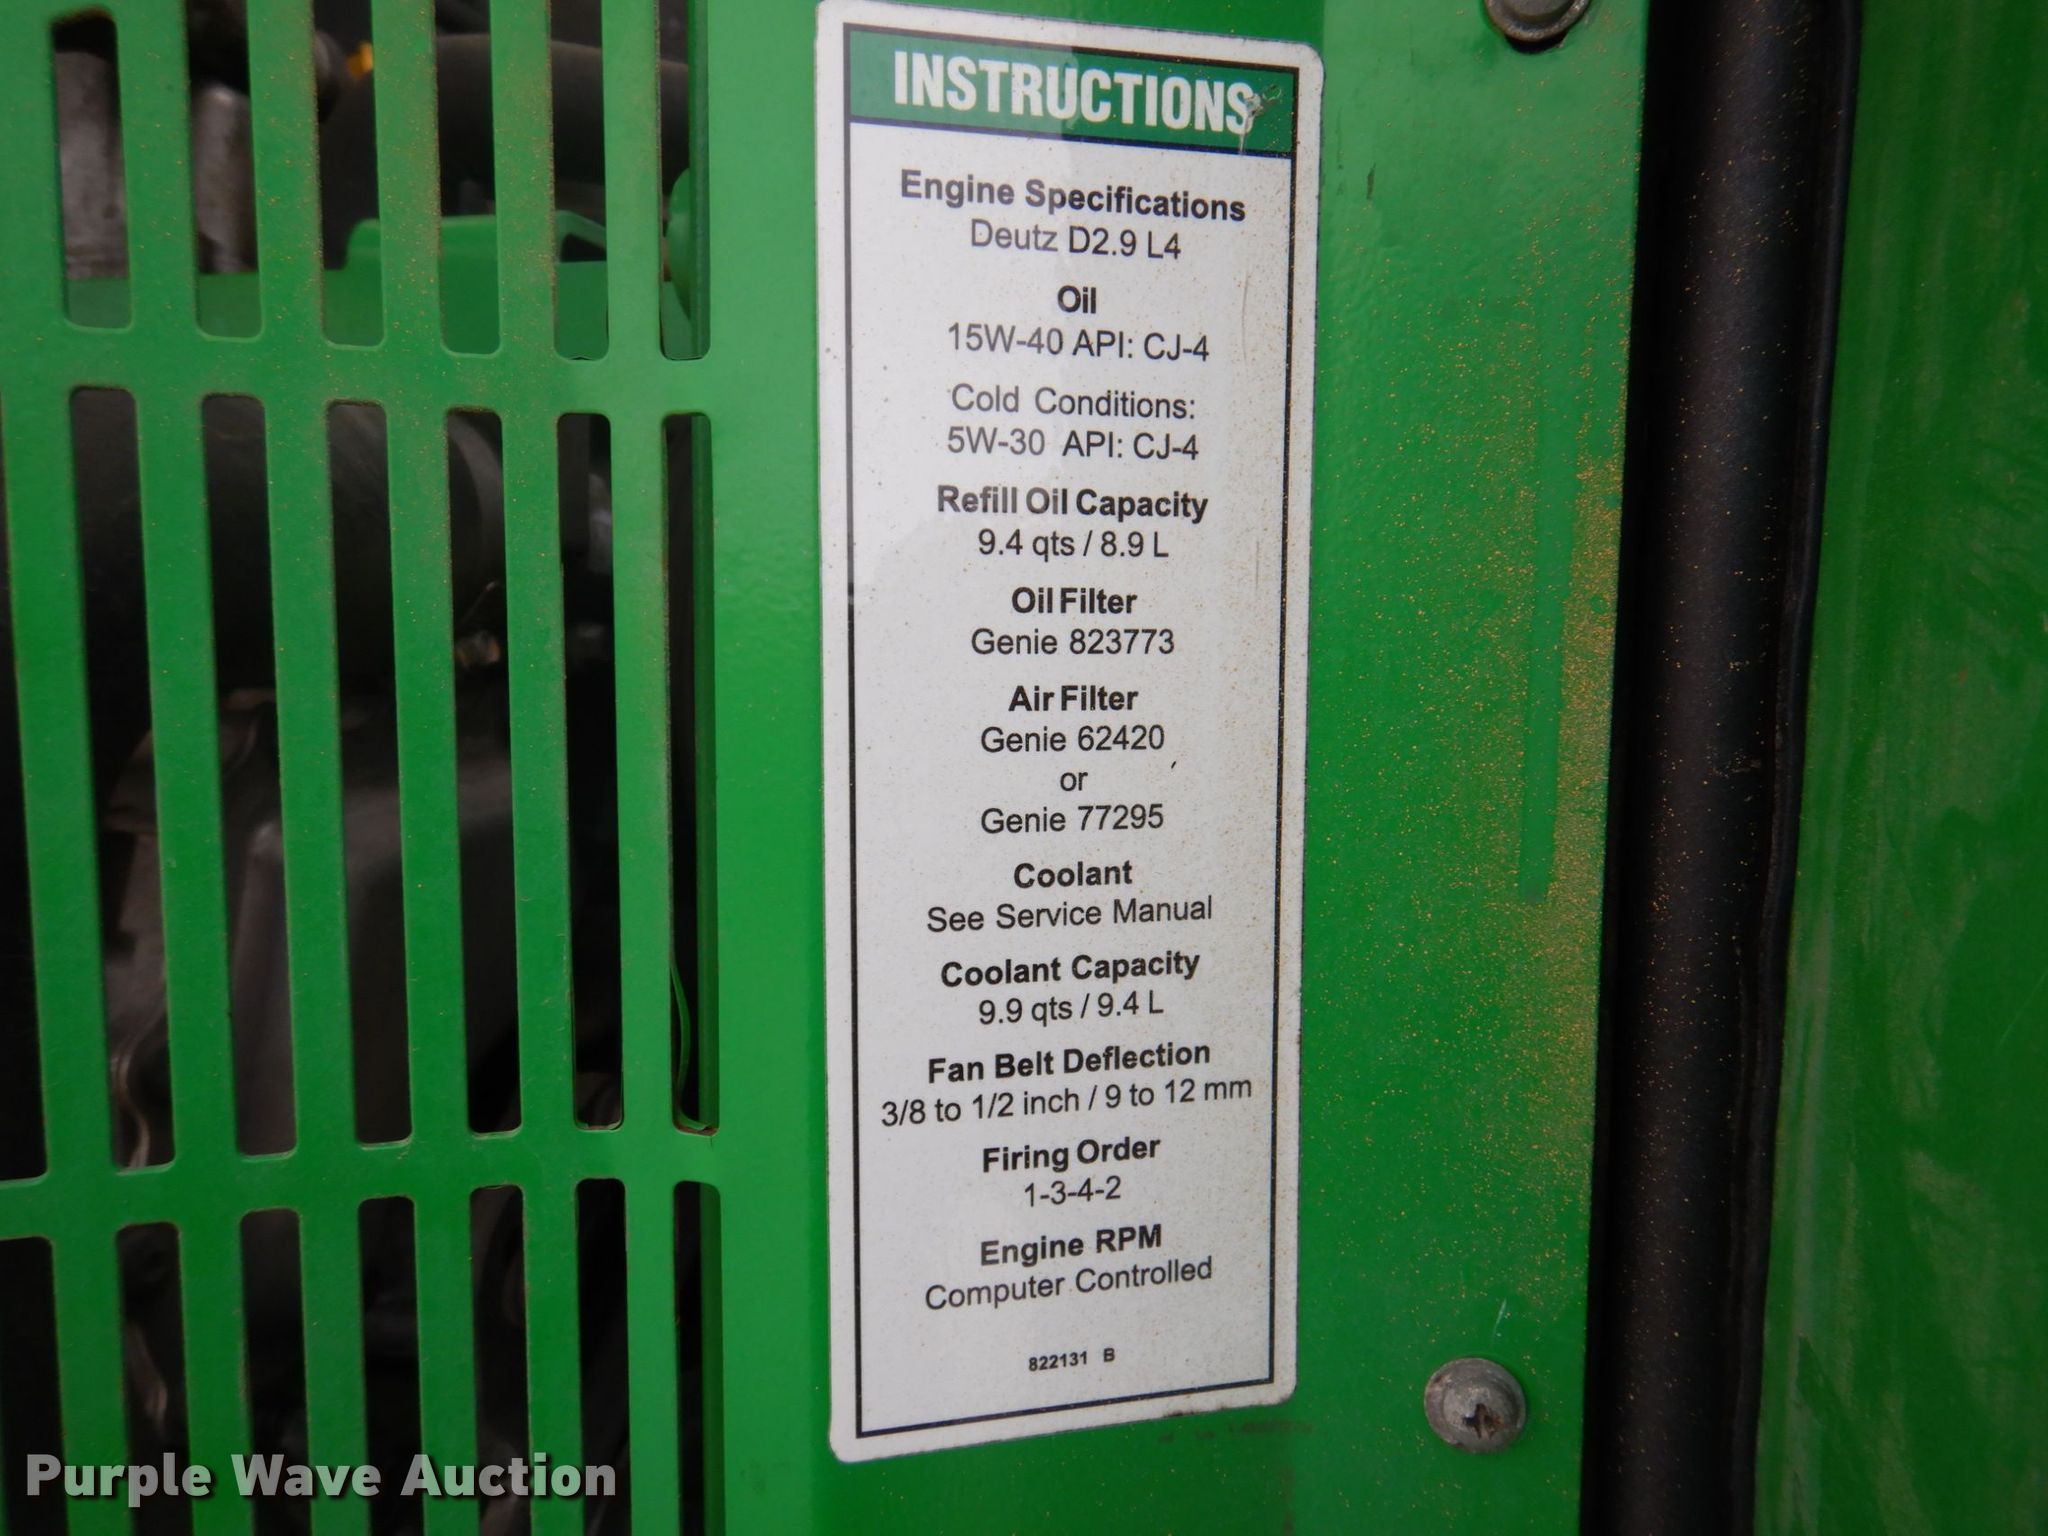 INSTRUCTIONS
Engine Specifications
Deutz D2.9 L4
Oil
15W-40 API: CJ-4
Cold Conditions:
5W-30 API: CJ-4
Refill Oil Capacity
9.4 qts / 8.9 L
Oil Filter
Genie 823773
Air Filter
Genie 62420
or
Genie 77295
Coolant
See Service Manual
Coolant Capacity
9.9 qts / 9.4 L
Fan Belt Deflection
3/8 to 1/2 inch / 9 to 12 mm
Firing Order
1-3-4-2
Engine RPM
Computer Controlled
822131 B
Purple Wave Auction